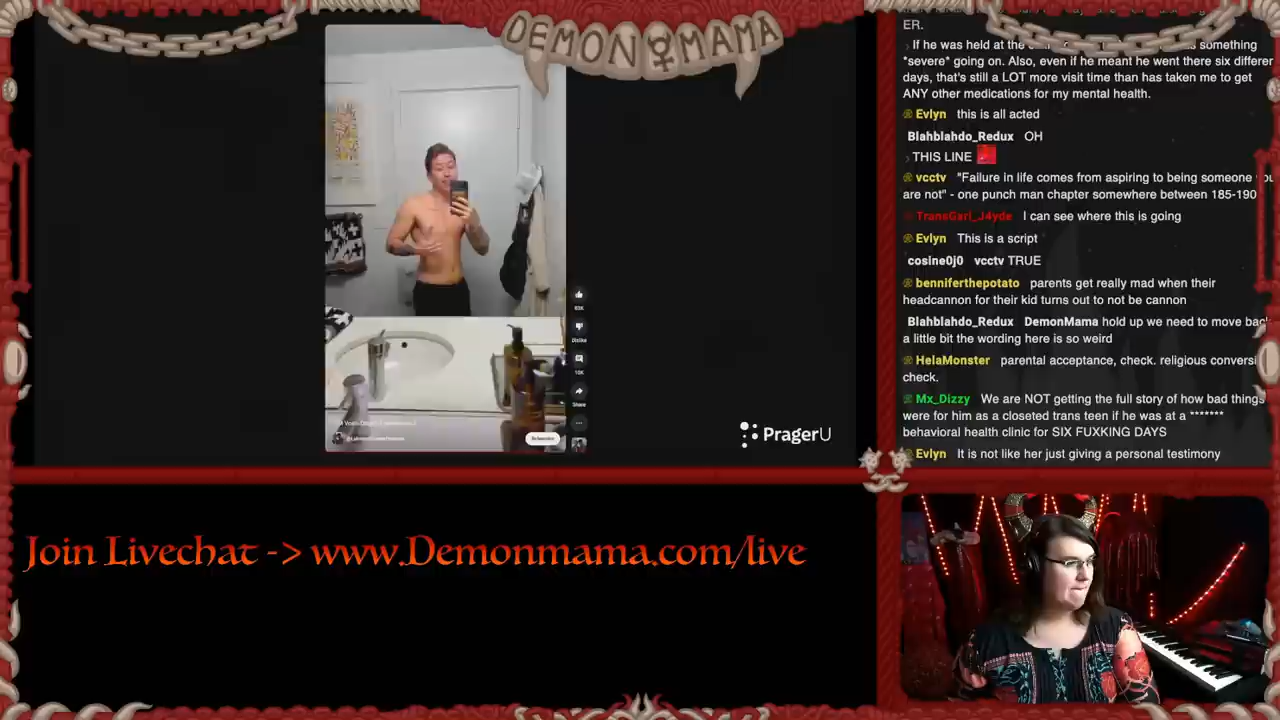 DEMON MAMA
ER.
If he was held at the
something
*severe* going on. Also, even if he meant he went there six differen
days, that's still a LOT more visit time than has taken me to get
ANY other medications for my mental health.
Evlyn this is all acted
Blahblahdo_Redux OH
THIS LINE
vcctv "Failure in life comes from aspiring to being someone you
are not" - one punch man chapter somewhere between 185-190
TransGarl_J4yde I can see where this is going
Evlyn This is a script
cosine0j0 vcctv TRUE
benniferthepotato parents get really mad when their
headcannon for their kid turns out to not be cannon
Blahblahdo_Redux DemonMama hold up we need to move back
a little bit the wording here is so weird
HelaMonster parental acceptance, check. religious conversi
check.
Mx_Dizzy We are NOT getting the full story of how bad things
were for him as a closeted trans teen if he was at a *******
behavioral health clinic for SIX FUXKING DAYS
Evlyn It is not like her just giving a personal testimony
Dislike
Share
Subscribe
PragerU
Join Livechat -> www.Demonmama.com/live